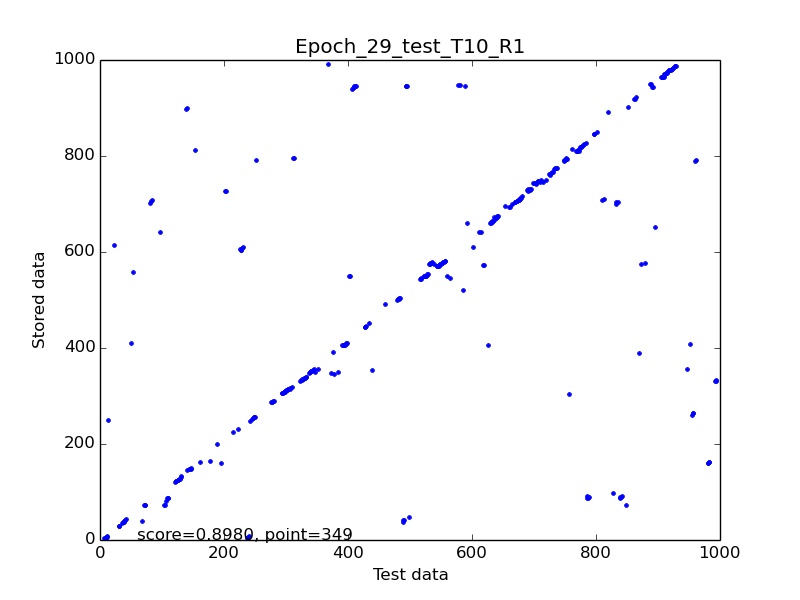 Epoch_29_test_T10_R1
1000
800
600
400
200
0
Stored data
score=0.8980, point=349
0 200 400 600 800 1000
Test data